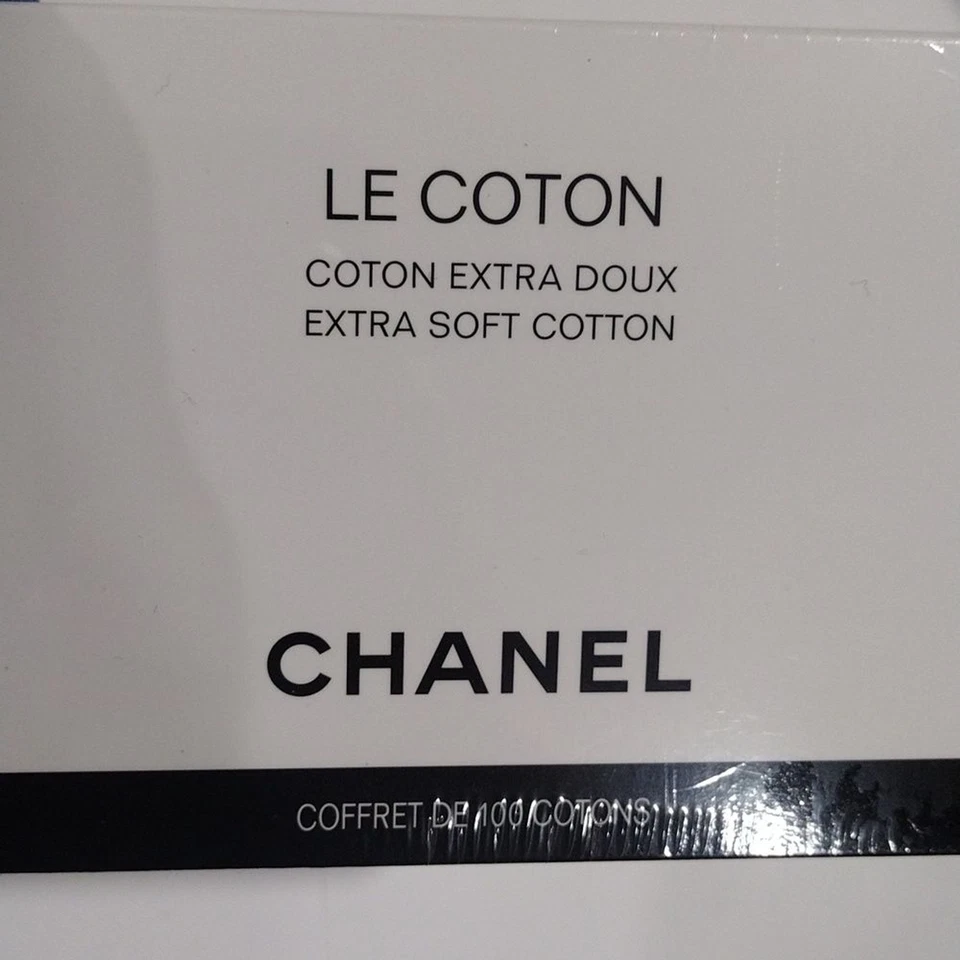 LE COTON
COTON EXTRA DOUX
EXTRA SOFT COTTON
CHANEL
COFFRET DE 100 COTONS